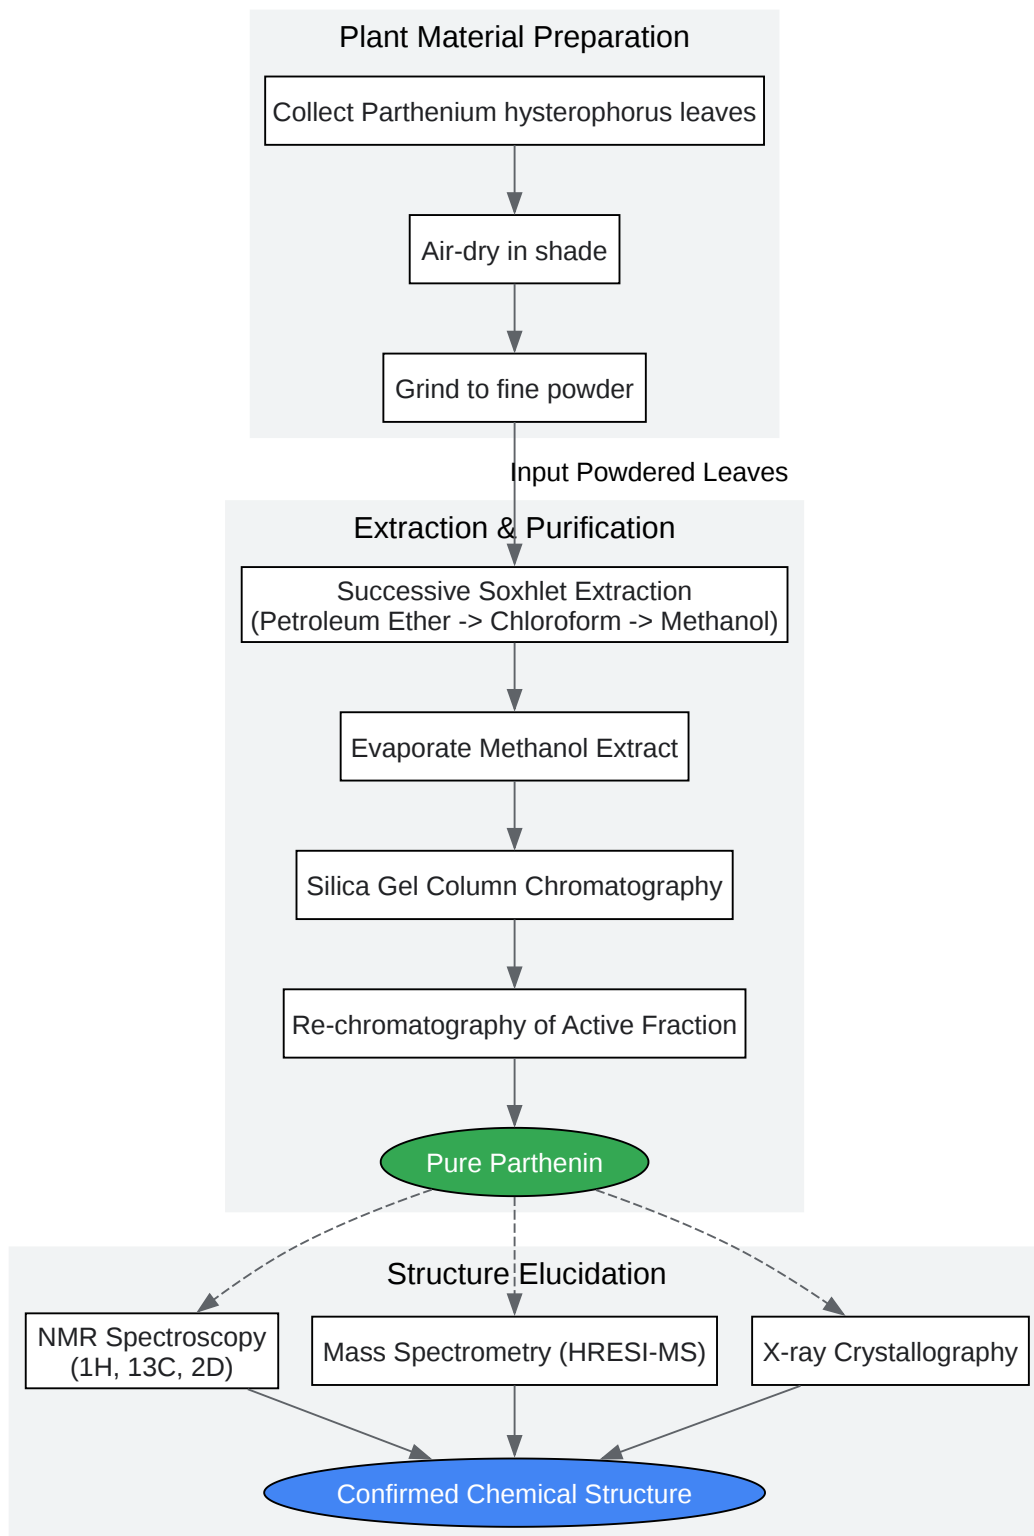 Plant Material Preparation
Collect Parthenium hysterophorus leaves
Air-dry in shade
Grind to fine powder
Input Powdered Leaves
Extraction & Purification
Successive Soxhlet Extraction
(Petroleum Ether -> Chloroform -> Methanol)
Evaporate Methanol Extract
Silica Gel Column Chromatography
Re-chromatography of Active Fraction
Pure Parthenin
Structure Elucidation
NMR Spectroscopy
(1H, 13C, 2D)
Mass Spectrometry (HRESI-MS)
X-ray Crystallography
Confirmed Chemical Structure